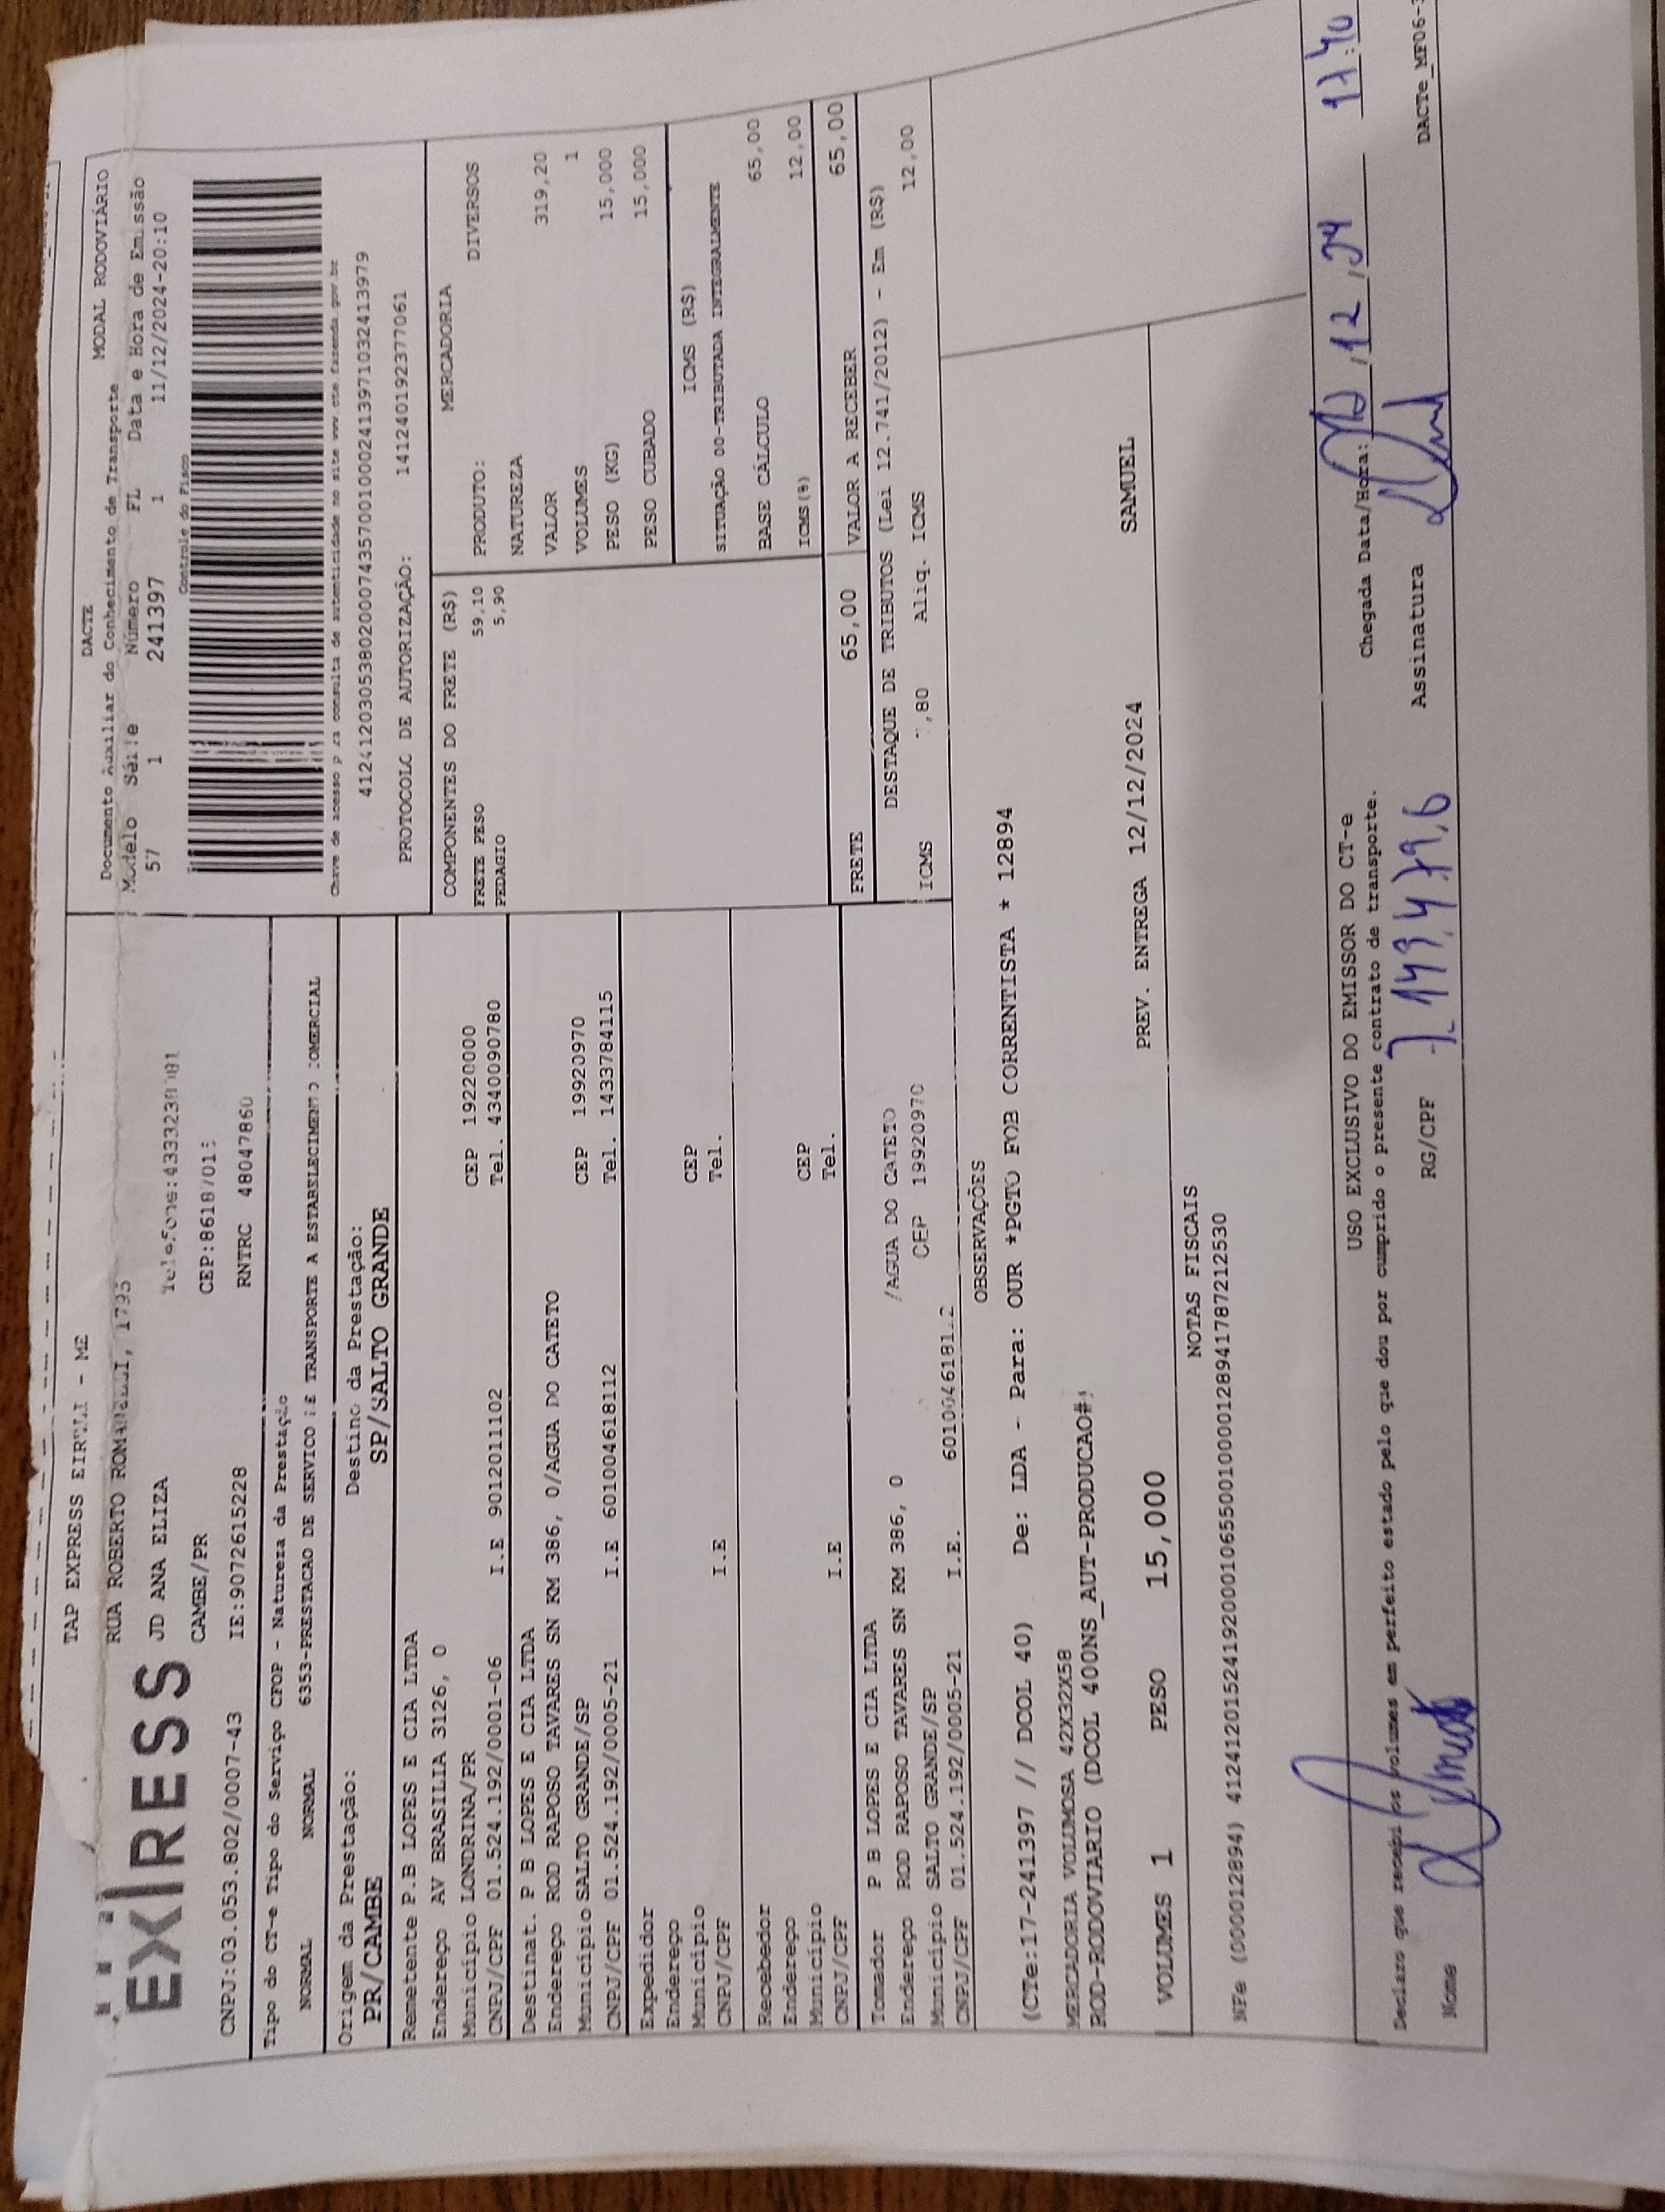 EXPRESS
TAP EXPRESS EIRELI - ME
RUA ROBERTO ROMANELLI, 1795
JD ANA ELIZA
CAMBE/PR
CNPJ:03.053.802/0007-43 IE:9072615228 RNTRC 48047860
DACTE MODAL RODOVIÁRIO
Documento Auxiliar do Conhecimento de Transporte
Modelo Série Número FL Data e Hora de Emissão
57 1 241397 1 11/12/2024-20:10
Controle do Fisco
Chave de acesso para consulta de autenticidade no site www.cte.fazenda.gov.br
41241203053802000743570010002413971032413979
PROTOCOLO DE AUTORIZAÇÃO: 141240192377061
Tipo do CT-e Tipo do Serviço CFOP - Natureza da Prestação
NORMAL NORMAL 6353-PRESTACAO DE SERVICO DE TRANSPORTE A ESTABELECIMENTO COMERCIAL
Origem da Prestação: Destino da Prestação:
PR/CAMBE SP/SALTO GRANDE
Remetente P.B LOPES E CIA LTDA
Endereço AV BRASILIA 3126, 0
Município LONDRINA/PR CEP 19220000
CNPJ/CPF 01.524.192/0001-06 I.E 9012011102 Tel. 4340090780
Destinat. P B LOPES E CIA LTDA
Endereço ROD RAPOSO TAVARES SN KM 386, 0/AGUA DO CATETO
Município SALTO GRANDE/SP CEP 19920970
CNPJ/CPF 01.524.192/0005-21 I.E 601004618112 Tel. 1433784115
Expedidor
Endereço
Município CEP
CNPJ/CPF I.E Tel.
Recebedor
Endereço
Município CEP
CNPJ/CPF I.E Tel.
Tomador P B LOPES E CIA LTDA
Endereço ROD RAPOSO TAVARES SN KM 386, 0 /AGUA DO CATETO
Município SALTO GRANDE/SP CEP 19920970
CNPJ/CPF 01.524.192/0005-21 I.E. 601004618112
COMPONENTES DO FRETE (R$)
FRETE PESO 59,10
PEDAGIO 5,90
MERCADORIA
PRODUTO: DIVERSOS
NATUREZA
VALOR 319,20
VOLUMES 1
PESO (KG) 15,000
PESO CUBADO 15,000
ICMS (R$)
SITUAÇÃO 00-TRIBUTADA INTEGRALMENTE
BASE CÁLCULO 65,00
ICMS(%) 12,00
FRETE 65,00 VALOR A RECEBER 65,00
DESTAQUE DE TRIBUTOS (Lei 12.741/2012) - Em (R$)
ICMS ,80 Aliq. ICMS 12,00
OBSERVAÇÕES
(CTe:17-241397 // DCOL 40) De: LDA - Para: OUR *PGTO FOB CORRENTISTA * 12894
MERCADORIA VOLUMOSA 42X32X58
ROD-RODOVIARIO (DCOL 400NS_AUT-PRODUCAO#)
SAMUEL
VOLUMES 1 PESO 15,000 PREV. ENTREGA 12/12/2024
NOTAS FISCAIS
NFe (000012894) 41241201524192000106550010000128941787212530
USO EXCLUSIVO DO EMISSOR DO CT-e
Declaro que recebi os volumes em perfeito estado pelo que dou por cumprido o presente contrato de transporte.
Chegada Data/Hora: 12,24 17:40
Nome RG/CPF Assinatura
DACTe_MF06-